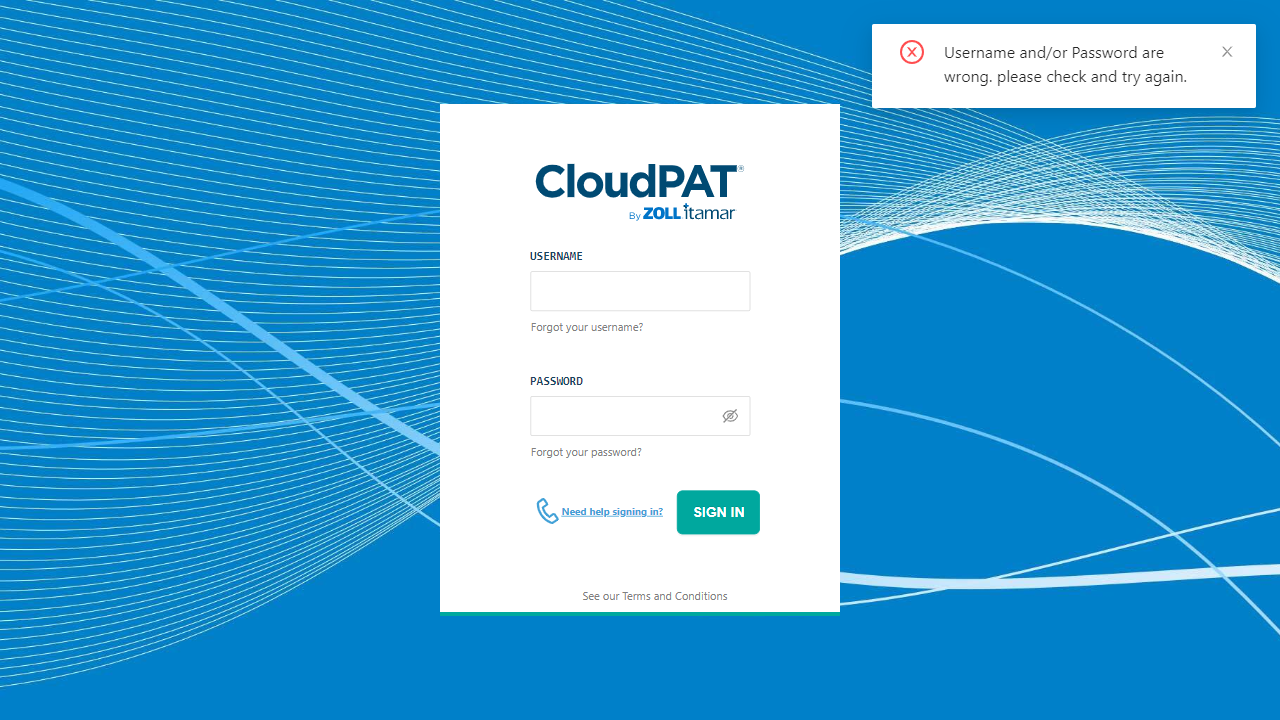 Username and/or Password are
wrong. please check and try again.
CloudPAT®
By ZOLL itamar
USERNAME
Forgot your username?
PASSWORD
Forgot your password?
Need help signing in?
SIGN IN
See our Terms and Conditions